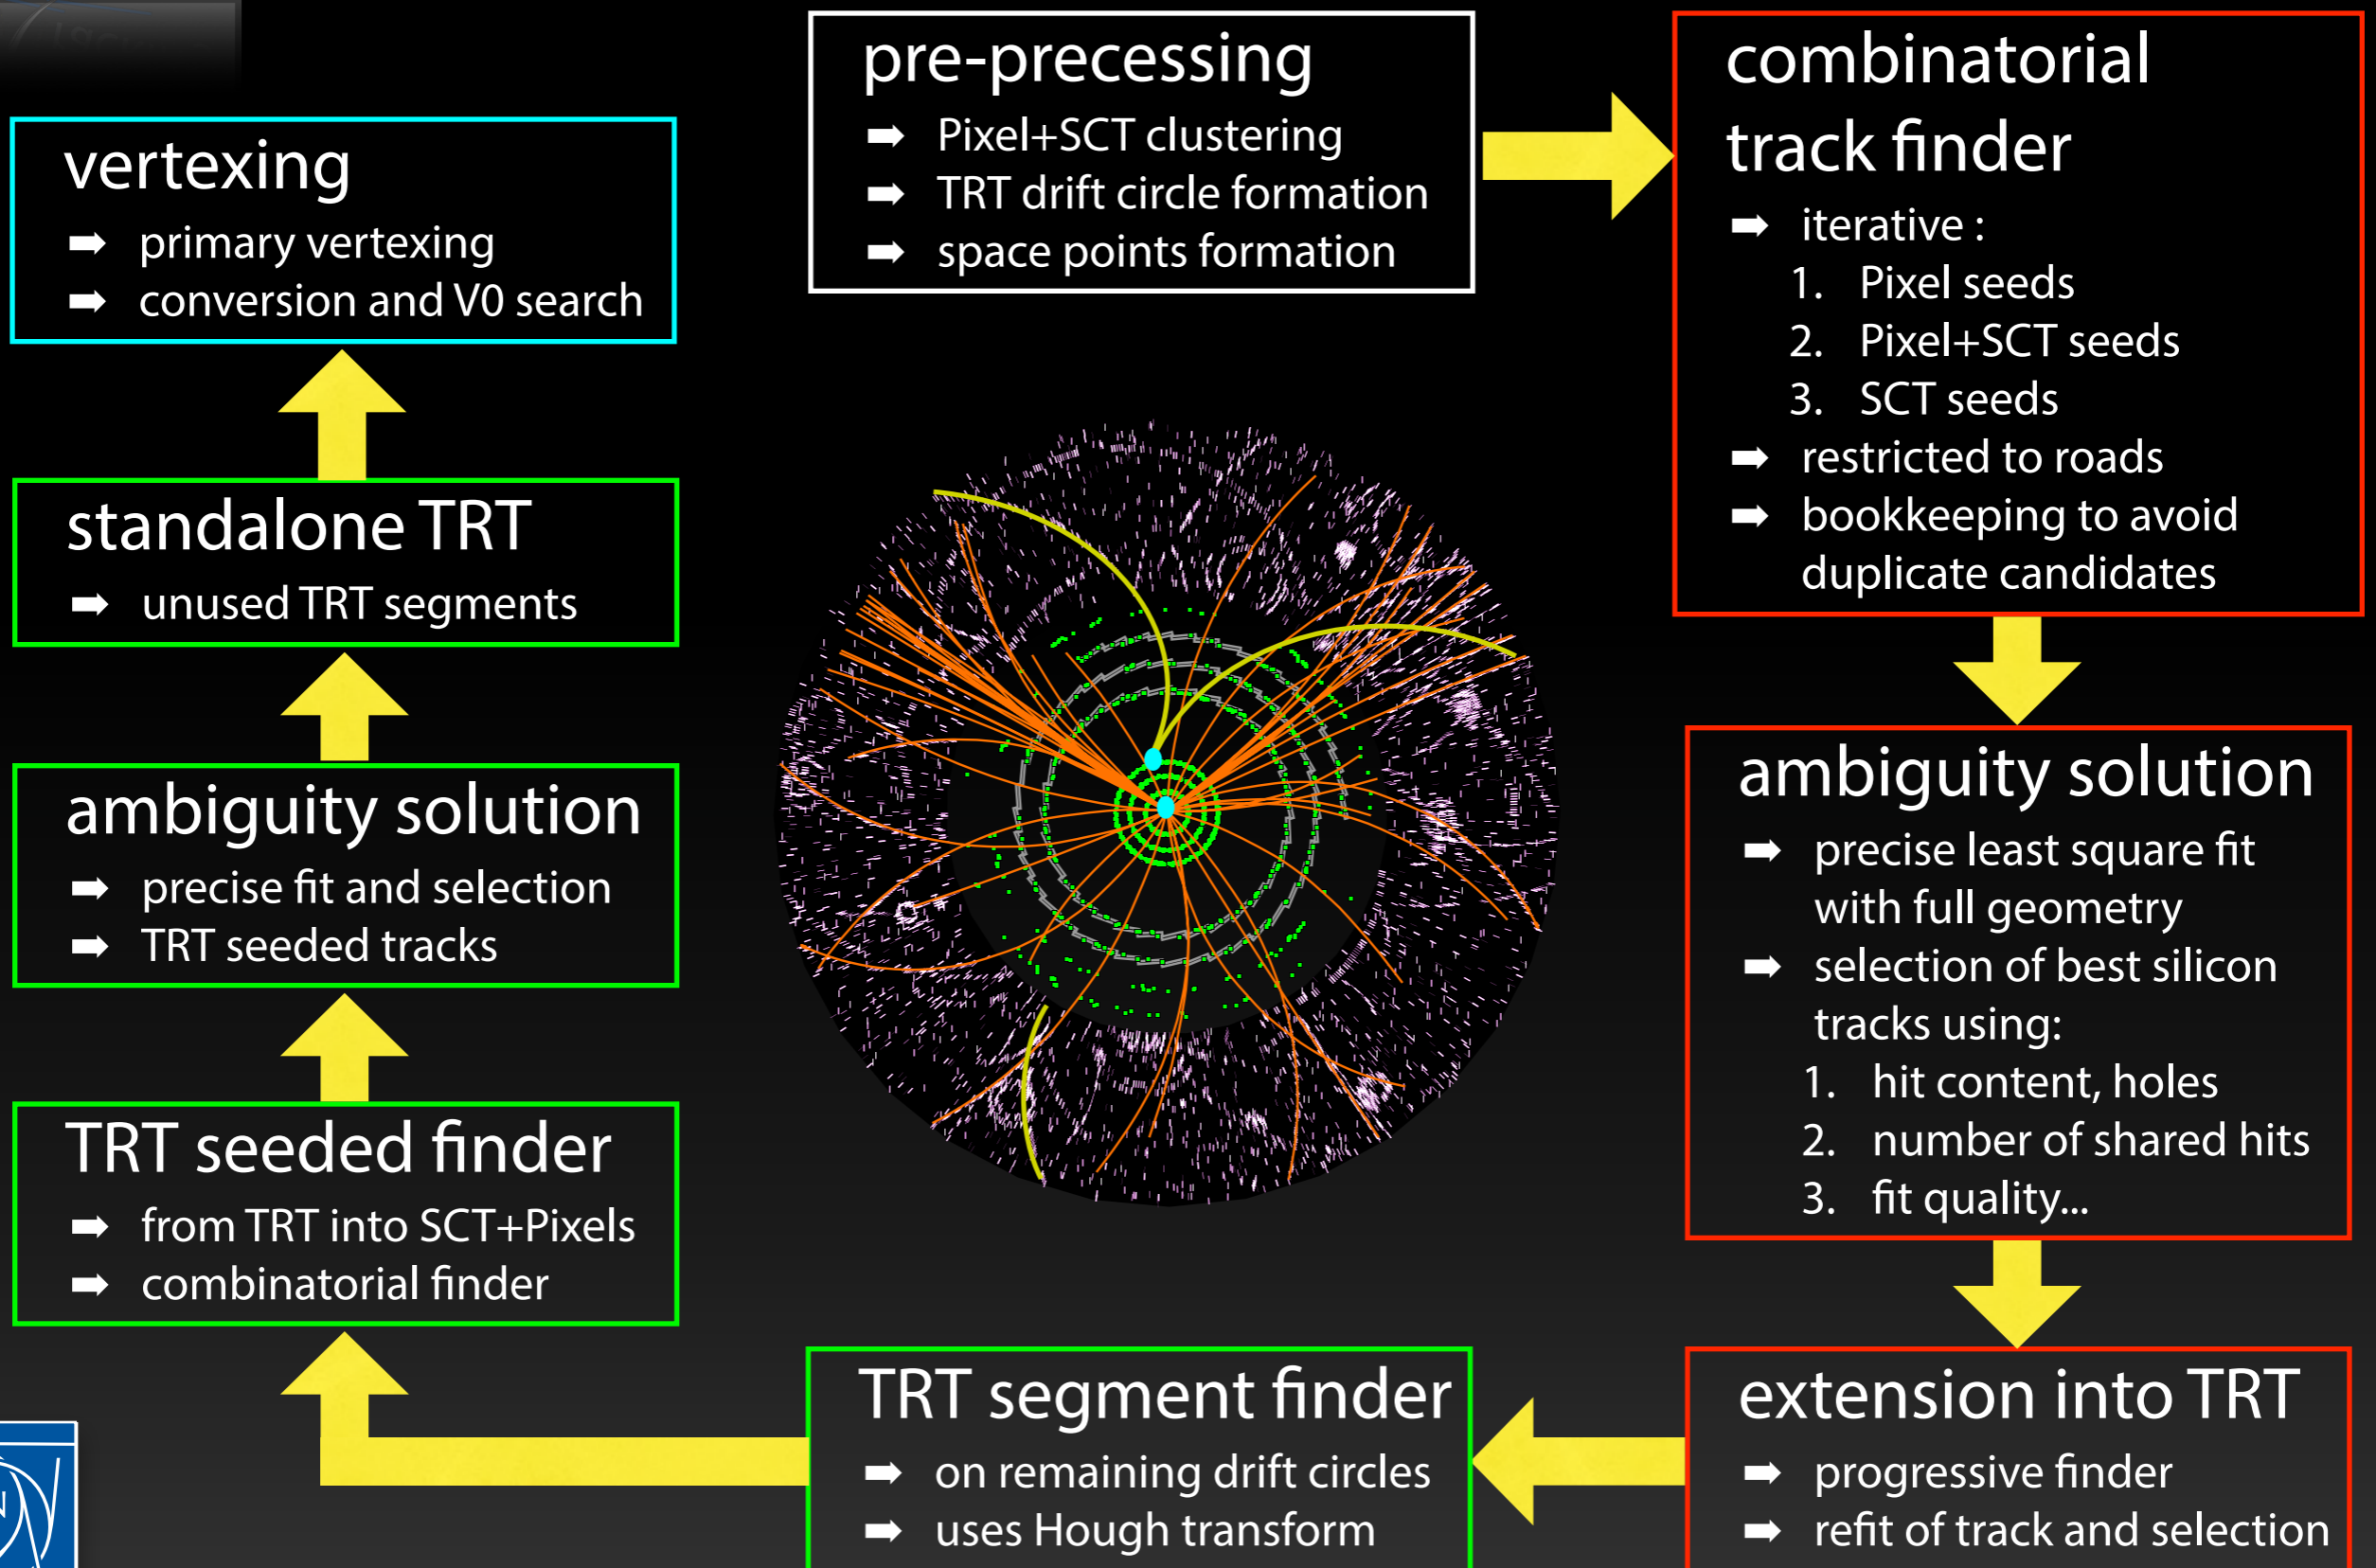 pre-precessing
➡ Pixel+SCT clustering
➡ TRT drift circle formation
➡ space points formation
combinatorial
track finder
➡ iterative :
1. Pixel seeds
2. Pixel+SCT seeds
3. SCT seeds
➡ restricted to roads
➡ bookkeeping to avoid
duplicate candidates
ambiguity solution
➡ precise least square fit
with full geometry
➡ selection of best silicon
tracks using:
1. hit content, holes
2. number of shared hits
3. fit quality...
extension into TRT
➡ progressive finder
➡ refit of track and selection
TRT segment finder
➡ on remaining drift circles
➡ uses Hough transform
TRT seeded finder
➡ from TRT into SCT+Pixels
➡ combinatorial finder
ambiguity solution
➡ precise fit and selection
➡ TRT seeded tracks
standalone TRT
➡ unused TRT segments
vertexing
➡ primary vertexing
➡ conversion and V0 search